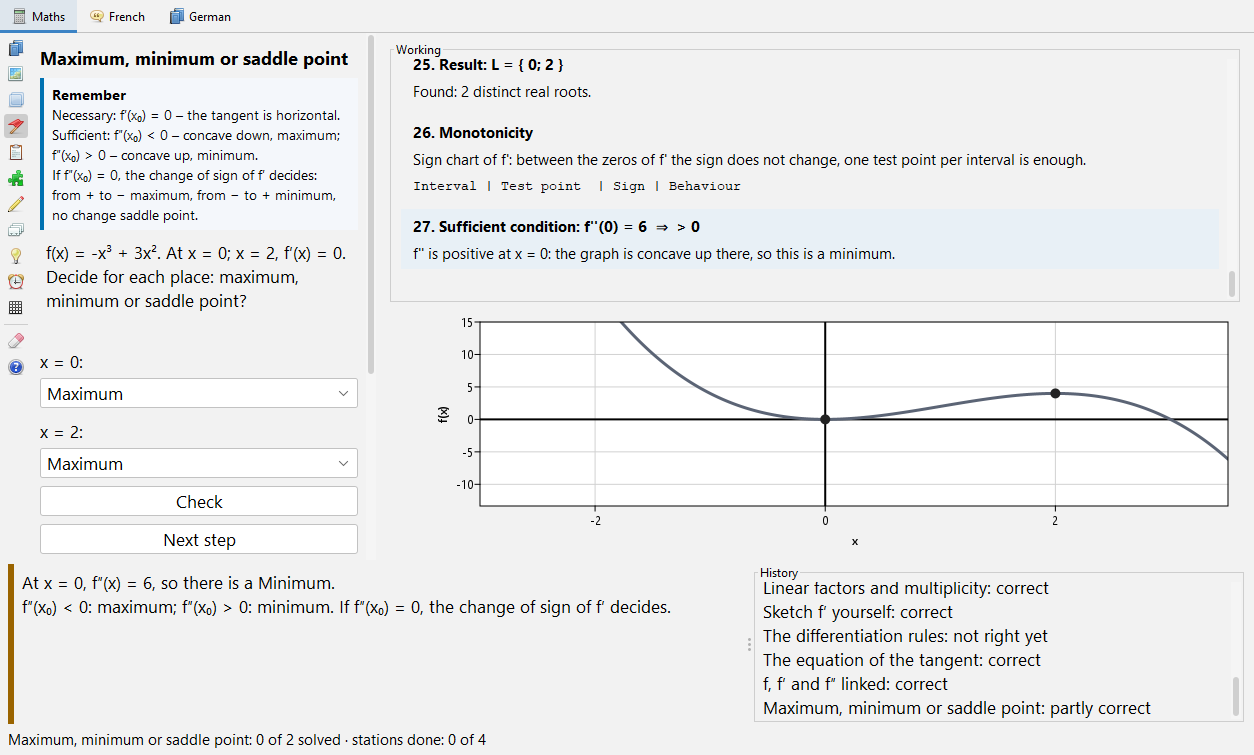 Maths
French
German
Maximum, minimum or saddle point
Remember
Necessary: f′(x₀) = 0 – the tangent is horizontal.
Sufficient: f″(x₀) < 0 – concave down, maximum;
f″(x₀) > 0 – concave up, minimum.
If f″(x₀) = 0, the change of sign of f′ decides:
from + to − maximum, from − to + minimum,
no change saddle point.
f(x) = -x³ + 3x². At x = 0; x = 2, f′(x) = 0.
Decide for each place: maximum,
minimum or saddle point?
x = 0:
Maximum
x = 2:
Maximum
Check
Next step
Working
25. Result: L = { 0; 2 }
Found: 2 distinct real roots.
26. Monotonicity
Sign chart of f': between the zeros of f' the sign does not change, one test point per interval is enough.
Interval | Test point | Sign | Behaviour
27. Sufficient condition: f''(0) = 6 ⇒ > 0
f'' is positive at x = 0: the graph is concave up there, so this is a minimum.
15
10
5
0
-5
-10
f(x)
-2
0
2
x
At x = 0, f″(x) = 6, so there is a Minimum.
f″(x₀) < 0: maximum; f″(x₀) > 0: minimum. If f″(x₀) = 0, the change of sign of f′ decides.
History
Linear factors and multiplicity: correct
Sketch f′ yourself: correct
The differentiation rules: not right yet
The equation of the tangent: correct
f, f′ and f″ linked: correct
Maximum, minimum or saddle point: partly correct
Maximum, minimum or saddle point: 0 of 2 solved · stations done: 0 of 4